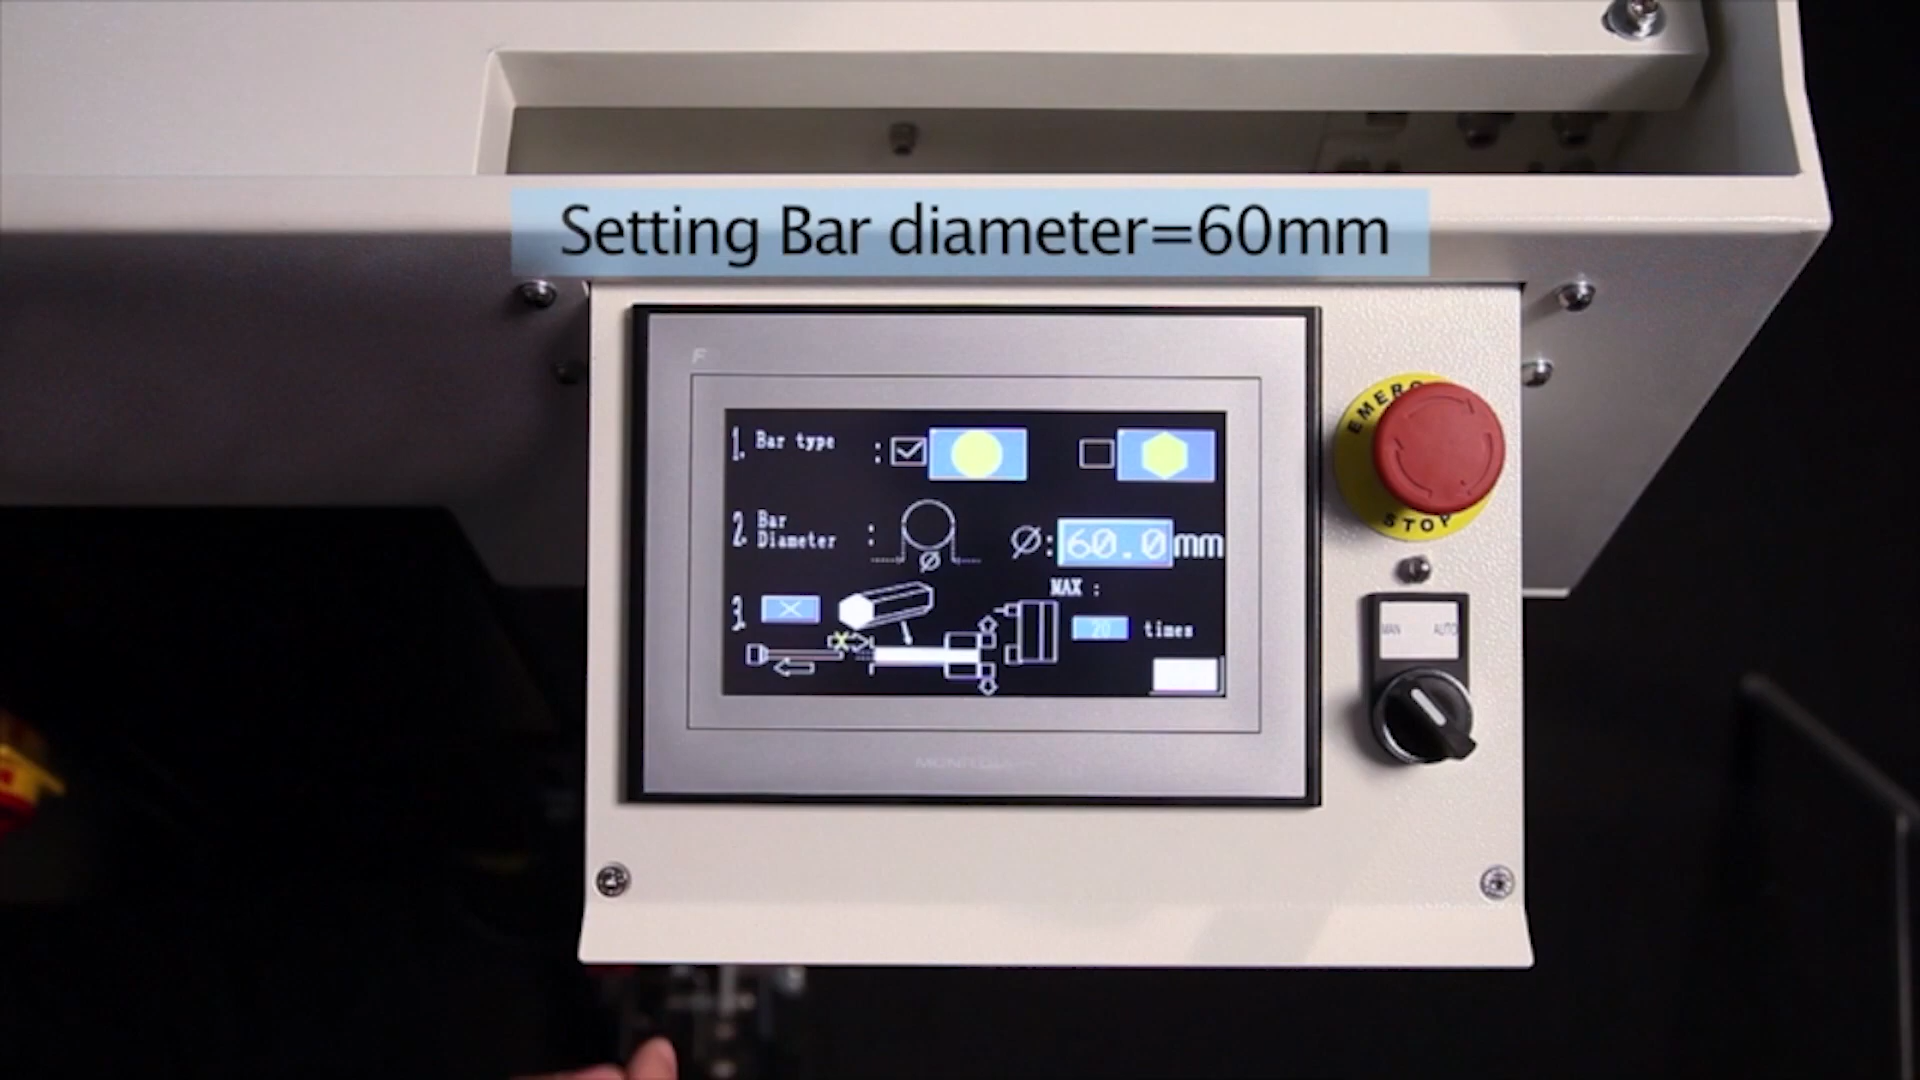 Setting Bar diameter=60mm
F
1. Bar type :
2. Bar Diameter : Ø Ø: 60.0 mm
MAX :
3. X 20 times
X
EMERG
STOP
MAN AUTO